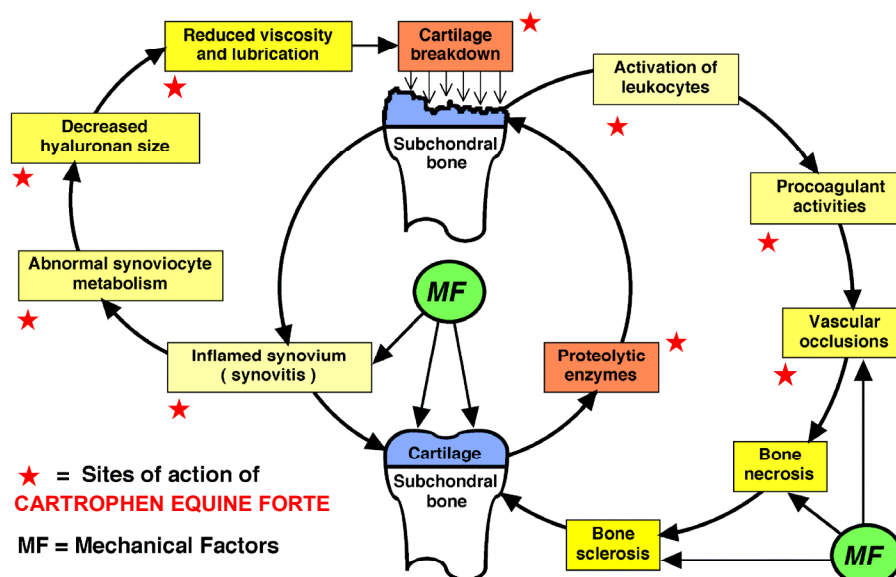 Reduced viscosity
and lubrication
Cartilage
breakdown
Activation of
leukocytes
Decreased
hyaluronan size
Subchondral
bone
Procoagulant
activities
Abnormal synoviocyte
metabolism
MF
Vascular
occlusions
Inflamed synovium
( synovitis )
Proteolytic
enzymes
Cartilage
Subchondral
bone
Bone
necrosis
Bone
sclerosis
MF
= Sites of action of
CARTROPHEN EQUINE FORTE
MF = Mechanical Factors